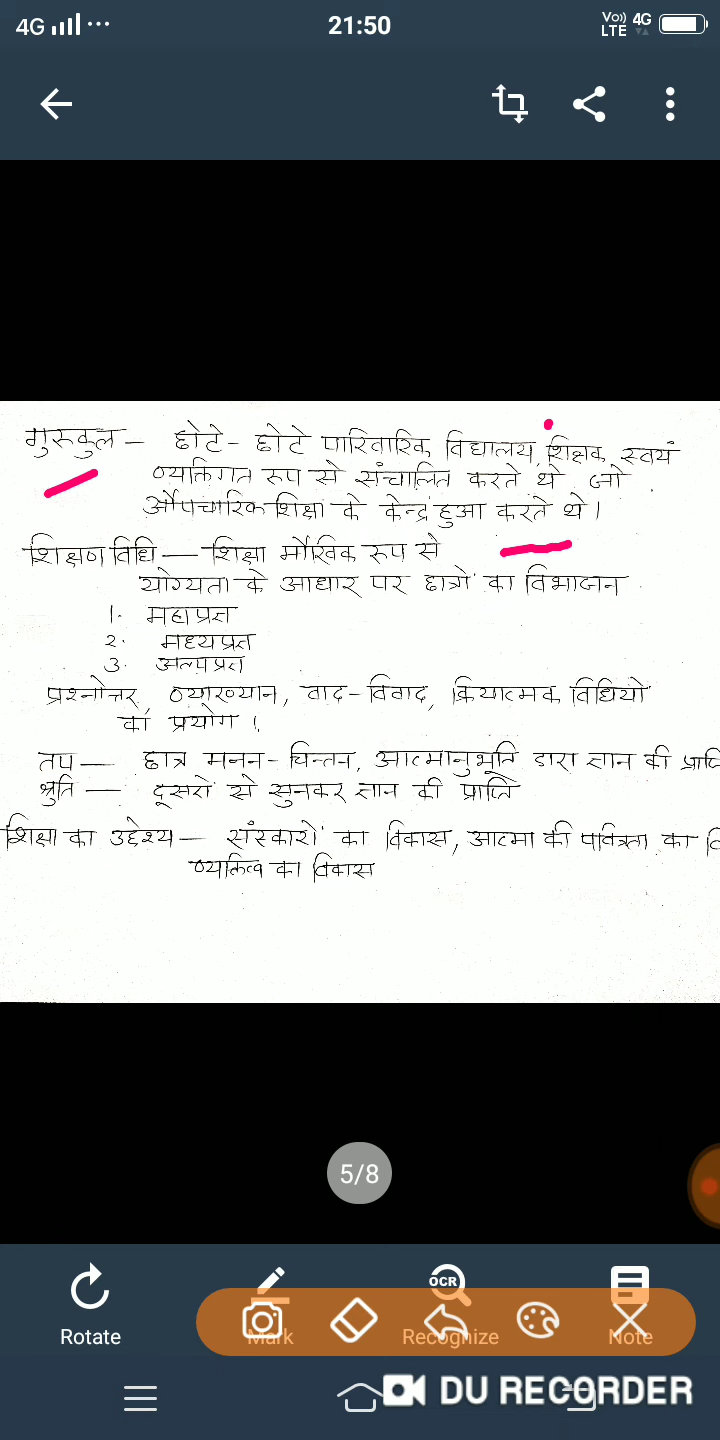 4G
21:50
Vo) 4G
LTE
गुरुकुल — छोटे - छोटे पारिवारिक विद्यालय, शिक्षक स्वयं
व्यक्तिगत रूप से संचालित करते थे जो
औपचारिक शिक्षा के केन्द्र हुआ करते थे।
शिक्षण विधि — शिक्षा मौखिक रूप से
योग्यता के आधार पर छात्रों का विभाजन
1. महाप्रज्ञ
2. मध्यप्रज्ञ
3. अल्पप्रज्ञ
प्रश्नोत्तर, व्याख्यान, वाद-विवाद, क्रियात्मक विधियों
का प्रयोग।
तप — छात्र मनन-चिन्तन, आत्मानुभूति द्वारा ज्ञान की
श्रुति — दूसरों से सुनकर ज्ञान की प्राप्ति
शिक्षा का उद्देश्य — संस्कारों का विकास, आत्मा की पवित्रता का
व्यक्तित्व का विकास
5/8
Rotate
Mark
Recognize
Note
OCR
DU RECORDER